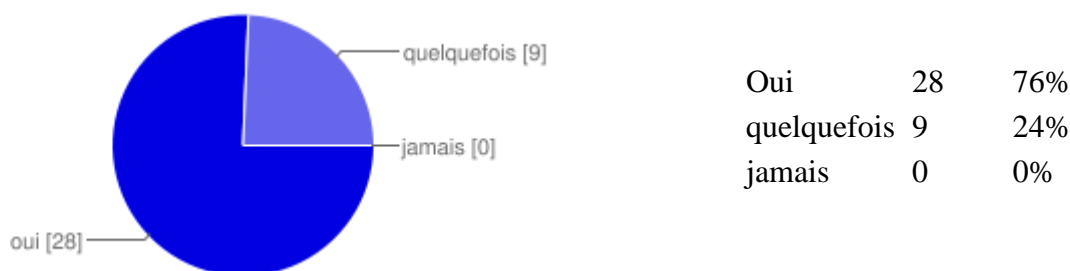 quelquefois [9]
jamais [0]
oui [28]
Oui 28 76%
quelquefois 9 24%
jamais 0 0%